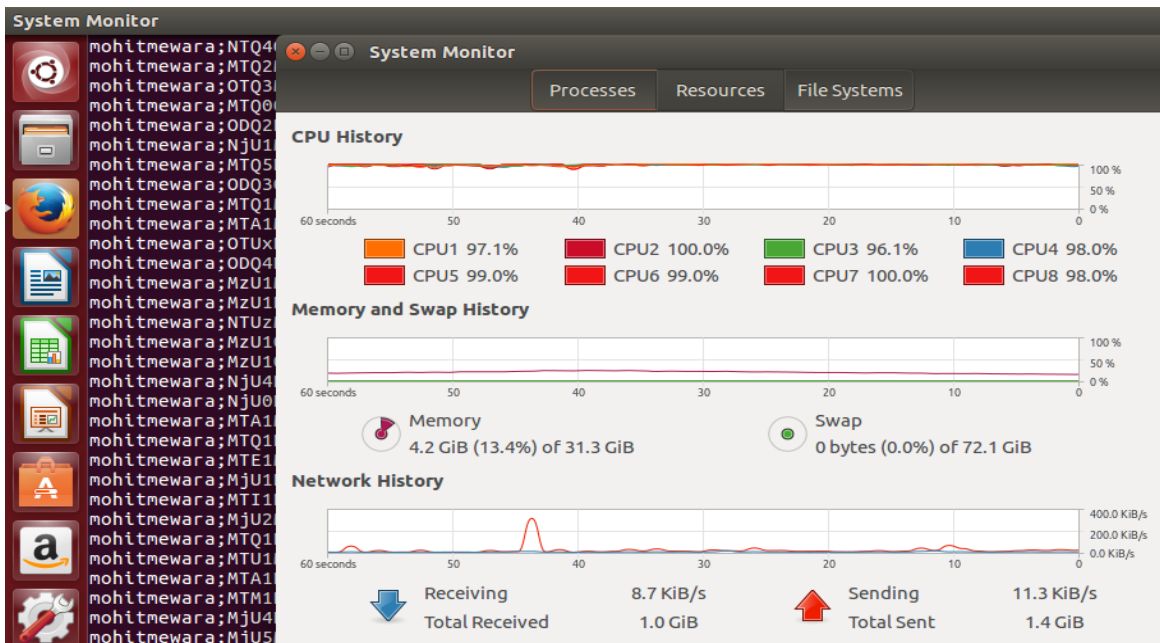 System Monitor
mohitmewara;NTQ4
mohitmewara;MTQ2
mohitmewara;OTQ3
mohitmewara;MTQ0
mohitmewara;ODQ2
mohitmewara;NjU1
mohitmewara;MTQ5
mohitmewara;ODQ3
mohitmewara;MTQ1
mohitmewara;MTA1
mohitmewara;OTUx
mohitmewara;ODQ4
mohitmewara;MzU1
mohitmewara;MzU1
mohitmewara;NTUz
mohitmewara;MzU1
mohitmewara;MzU1
mohitmewara;NjU4
mohitmewara;NjU0
mohitmewara;MTA1
mohitmewara;MTQ1
mohitmewara;MTE1
mohitmewara;MjU1
mohitmewara;MTI1
mohitmewara;MjU2
mohitmewara;MTQ1
mohitmewara;MTU1
mohitmewara;MTA1
mohitmewara;MTM1
mohitmewara;MjU4
mohitmewara;MjU5
System Monitor
Processes Resources File Systems
CPU History
100 %
50 %
0 %
60 seconds 50 40 30 20 10 0
CPU1 97.1% CPU2 100.0% CPU3 96.1% CPU4 98.0%
CPU5 99.0% CPU6 99.0% CPU7 100.0% CPU8 98.0%
Memory and Swap History
100 %
50 %
0 %
60 seconds 50 40 30 20 10 0
Memory Swap
4.2 GiB (13.4%) of 31.3 GiB 0 bytes (0.0%) of 72.1 GiB
Network History
400.0 KiB/s
200.0 KiB/s
0.0 KiB/s
60 seconds 50 40 30 20 10 0
Receiving 8.7 KiB/s Sending 11.3 KiB/s
Total Received 1.0 GiB Total Sent 1.4 GiB